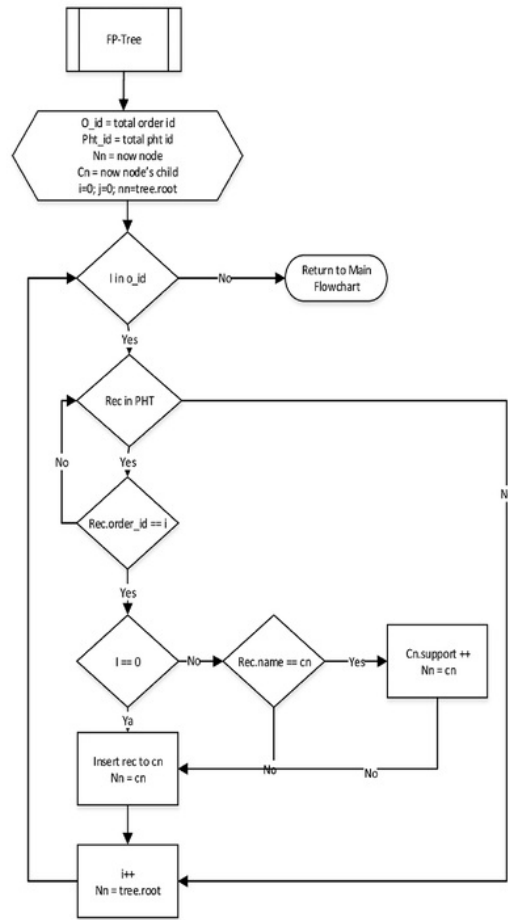 FP-Tree
O_id = total order id
Pht_id = total pht id
Nn = now node
Cn = now node's child
i=0; j=0; nn=tree.root
I in o_id
No
Return to Main
Flowchart
Yes
Rec in PHT
No
Yes
N
Rec.order_id == i
Yes
I == 0
No
Rec.name == cn
Yes
Cn.support ++
Nn = cn
Ya
Insert rec to cn
Nn = cn
No
No
i++
Nn = tree.root